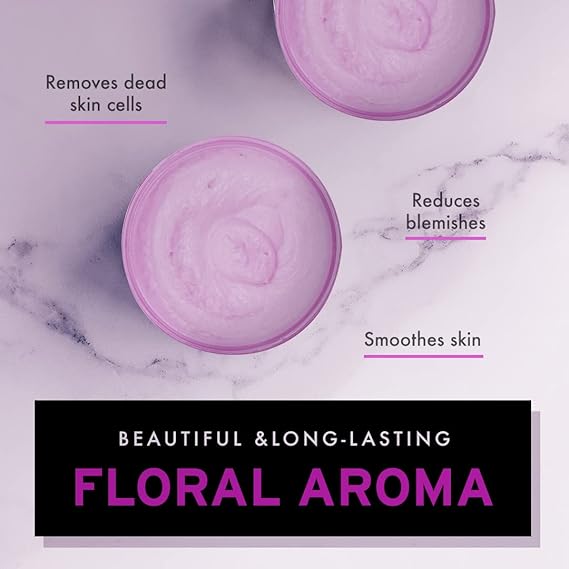 Removes dead
skin cells
Reduces
blemishes
Smoothes skin
BEAUTIFUL &LONG-LASTING
FLORAL AROMA